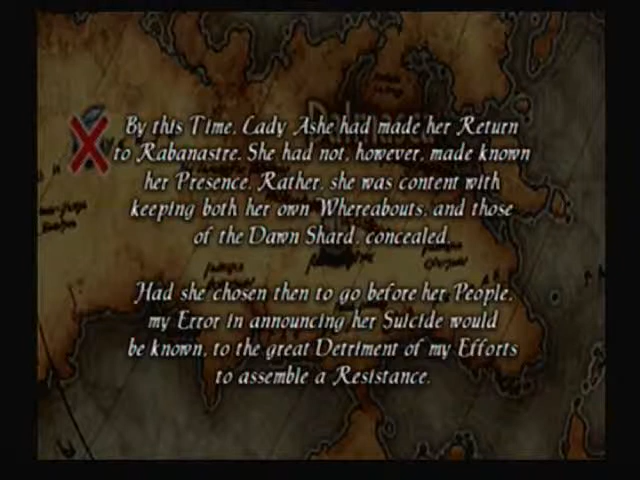 By this Time, Lady Ashe had made her Return
to Rabanastre. She had not, however, made known
her Presence. Rather, she was content with
keeping both her own Whereabouts, and those
of the Dawn Shard, concealed.
Had she chosen then to go before her People,
my Error in announcing her Suicide would
be known, to the great Detriment of my Efforts
to assemble a Resistance.